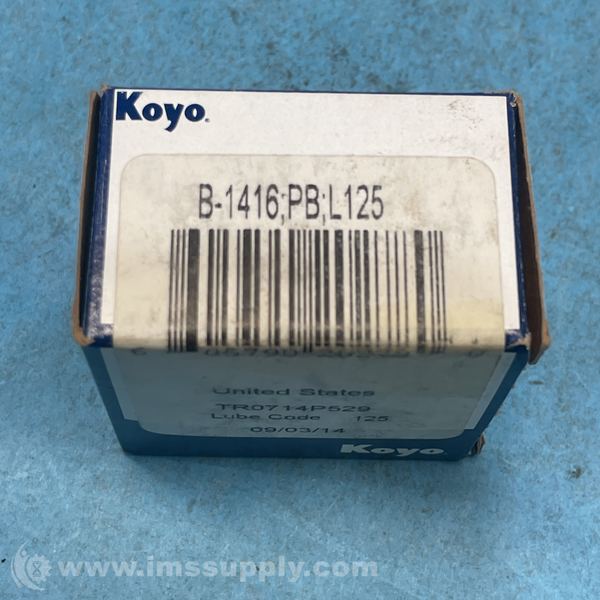 Koyo.
B-1416;PB;L125
United States
TR0714P529
Lube Code 125
09/03/14
Koyo
www.imssupply.com